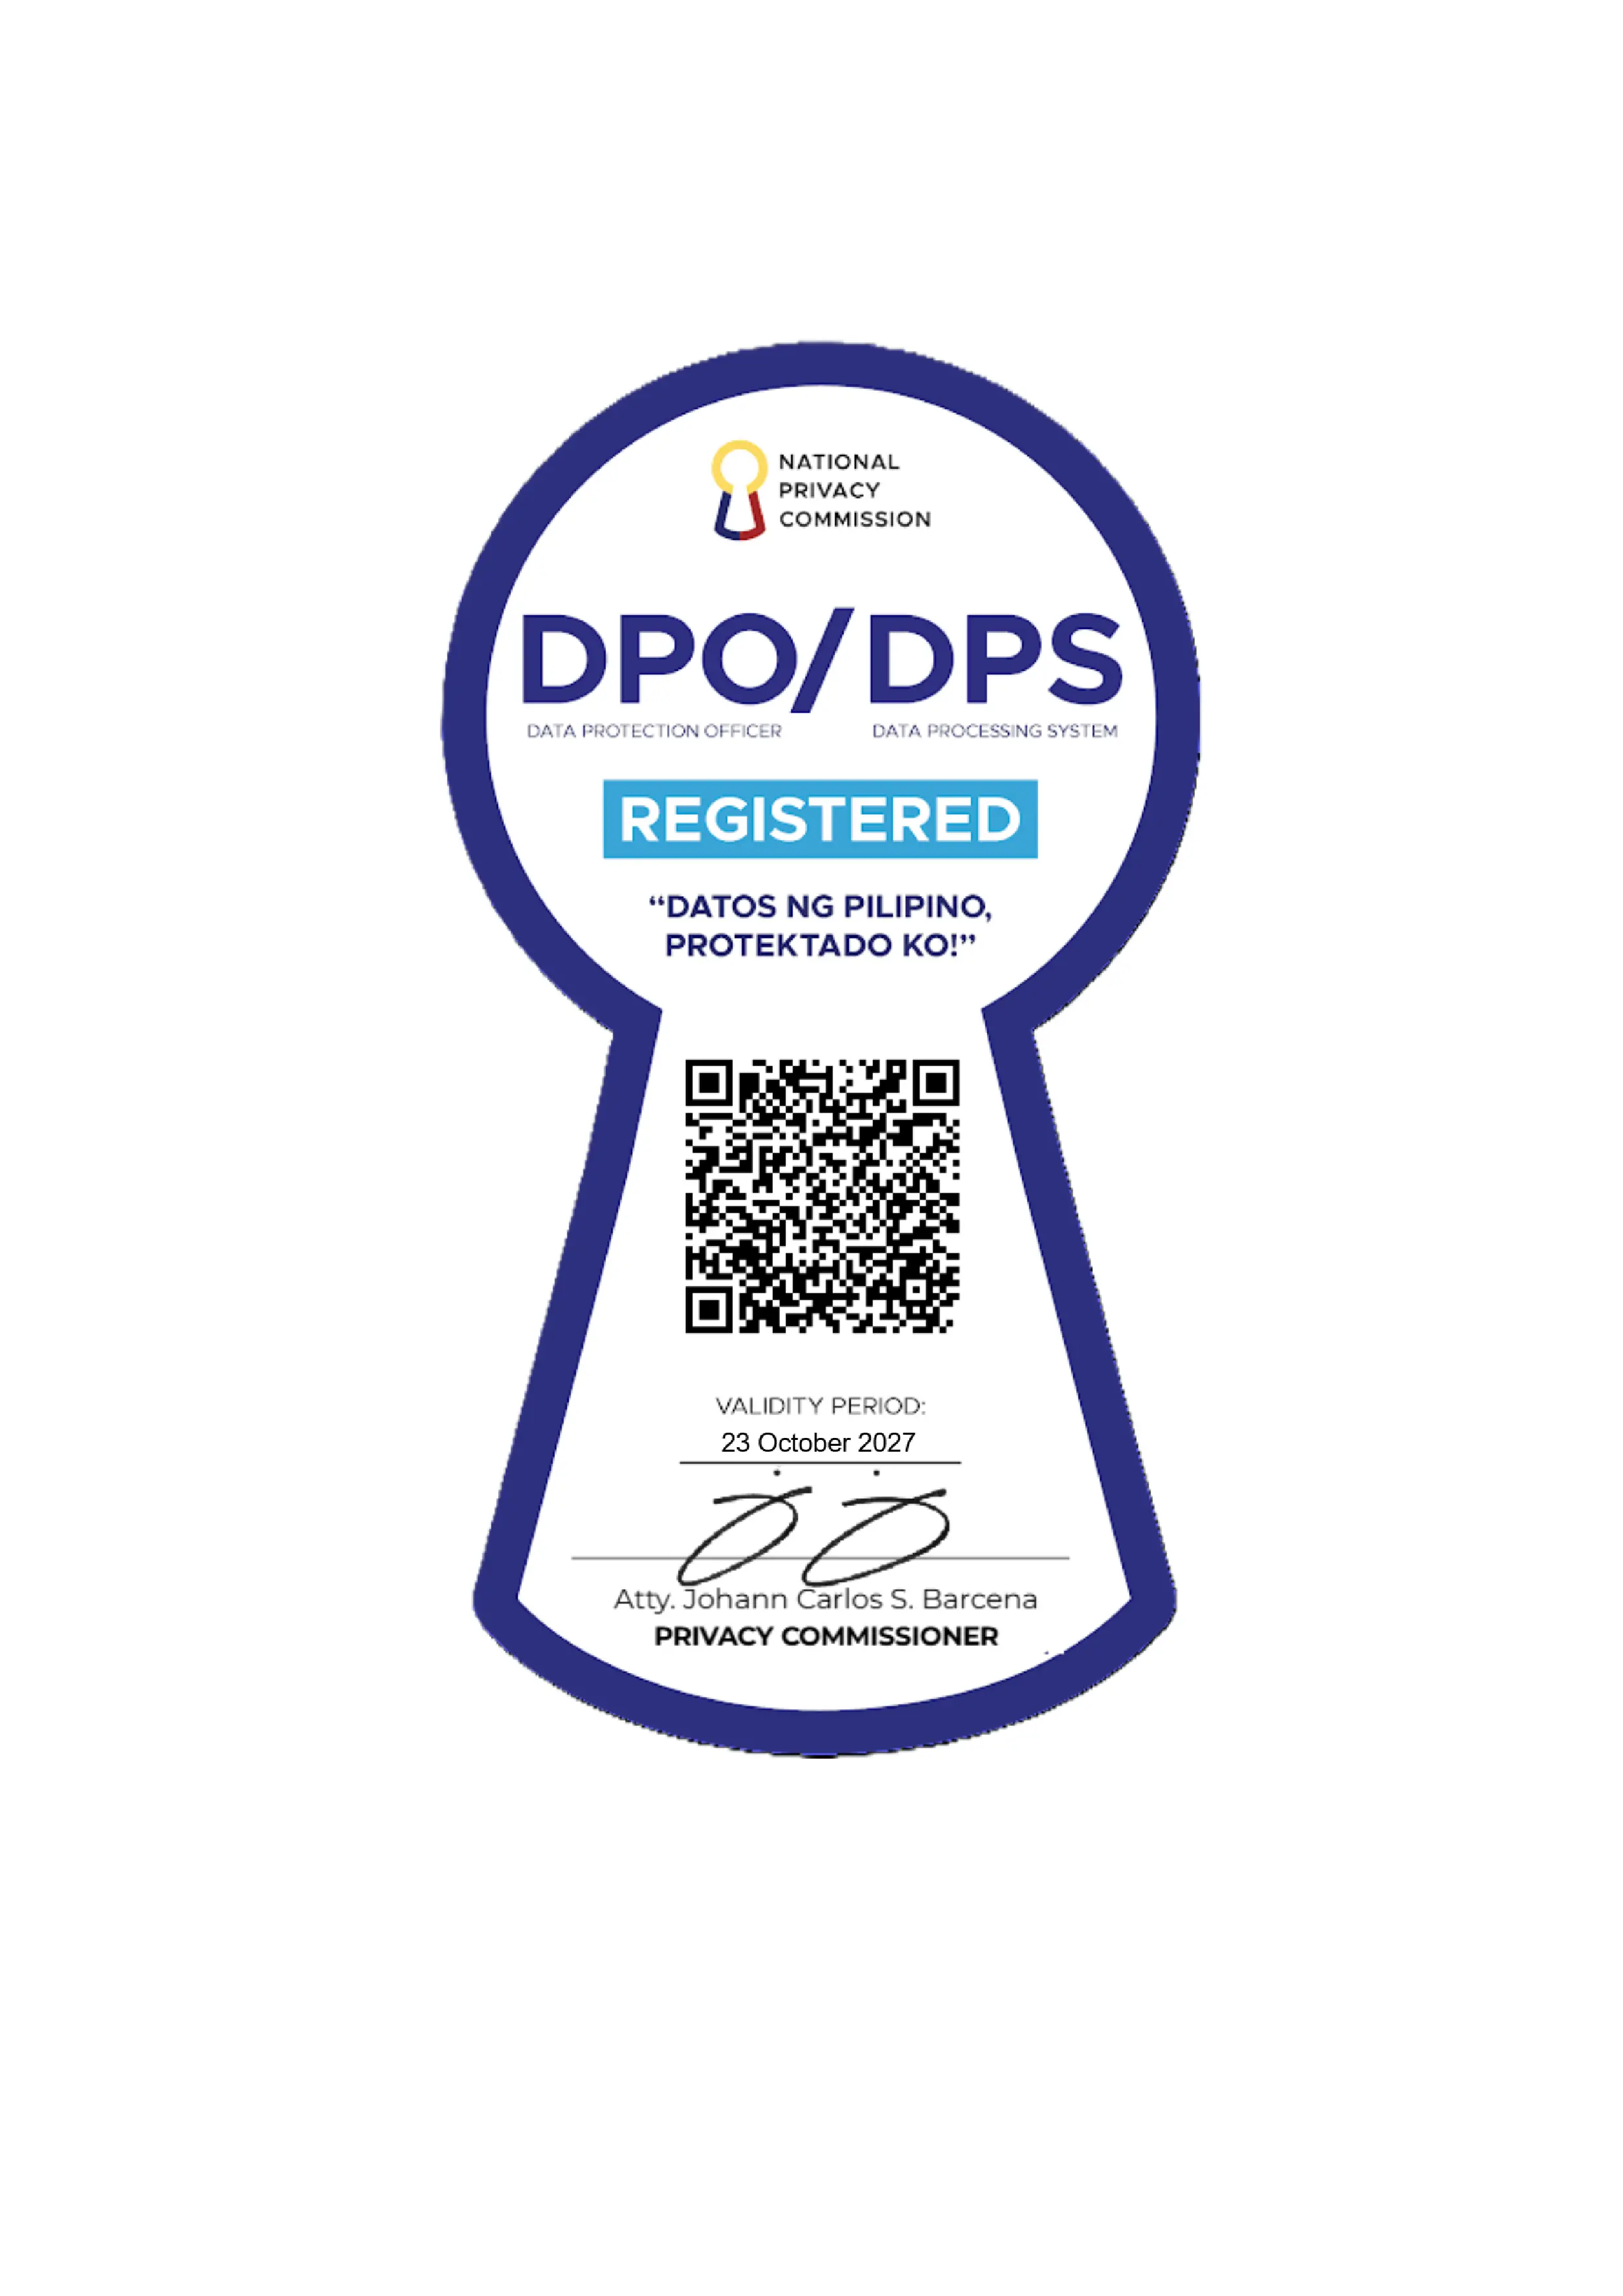 NATIONAL
PRIVACY
COMMISSION
DPO/DPS
DATA PROTECTION OFFICER DATA PROCESSING SYSTEM
REGISTERED
“DATOS NG PILIPINO,
PROTEKTADO KO!”
VALIDITY PERIOD:
23 October 2027
Atty. Johann Carlos S. Barcena
PRIVACY COMMISSIONER